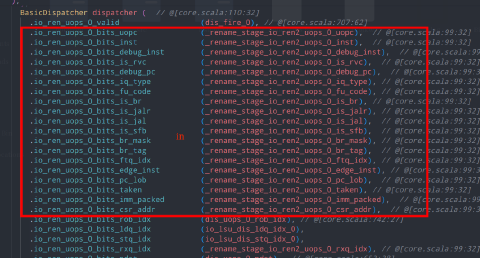 );
BasicDispatcher dispatcher ( // @[core.scala:110:32]
.io_ren_uops_0_valid (dis_fire_0), // @[core.scala:707:62]
.io_ren_uops_0_bits_uopc (_rename_stage_io_ren2_uops_0_uopc), // @[core.scala:99:32]
.io_ren_uops_0_bits_inst (_rename_stage_io_ren2_uops_0_inst), // @[core.scala:99:32]
.io_ren_uops_0_bits_debug_inst (_rename_stage_io_ren2_uops_0_debug_inst), // @[core.scala:99
.io_ren_uops_0_bits_is_rvc (_rename_stage_io_ren2_uops_0_is_rvc), // @[core.scala:99:32]
.io_ren_uops_0_bits_debug_pc (_rename_stage_io_ren2_uops_0_debug_pc), // @[core.scala:99:32
.io_ren_uops_0_bits_iq_type (_rename_stage_io_ren2_uops_0_iq_type), // @[core.scala:99:32]
.io_ren_uops_0_bits_fu_code (_rename_stage_io_ren2_uops_0_fu_code), // @[core.scala:99:32]
.io_ren_uops_0_bits_is_br (_rename_stage_io_ren2_uops_0_is_br), // @[core.scala:99:32]
.io_ren_uops_0_bits_is_jalr (_rename_stage_io_ren2_uops_0_is_jalr), // @[core.scala:99:32]
.io_ren_uops_0_bits_is_jal (_rename_stage_io_ren2_uops_0_is_jal), // @[core.scala:99:32]
.io_ren_uops_0_bits_is_sfb (_rename_stage_io_ren2_uops_0_is_sfb), // @[core.scala:99:32]
.io_ren_uops_0_bits_br_mask In (_rename_stage_io_ren2_uops_0_br_mask), // @[core.scala:99:32]
.io_ren_uops_0_bits_br_tag (_rename_stage_io_ren2_uops_0_br_tag), // @[core.scala:99:32]
.io_ren_uops_0_bits_ftq_idx (_rename_stage_io_ren2_uops_0_ftq_idx), // @[core.scala:99:32]
.io_ren_uops_0_bits_edge_inst (_rename_stage_io_ren2_uops_0_edge_inst), // @[core.scala:99:3
.io_ren_uops_0_bits_pc_lob (_rename_stage_io_ren2_uops_0_pc_lob), // @[core.scala:99:32]
.io_ren_uops_0_bits_taken (_rename_stage_io_ren2_uops_0_taken), // @[core.scala:99:32]
.io_ren_uops_0_bits_imm_packed (_rename_stage_io_ren2_uops_0_imm_packed), // @[core.scala:99:
.io_ren_uops_0_bits_csr_addr (_rename_stage_io_ren2_uops_0_csr_addr), // @[core.scala:99:3
.io_ren_uops_0_bits_rob_idx (dis_uops_0_rob_idx), // @[core.scala:742:27]
.io_ren_uops_0_bits_ldq_idx (io_lsu_dis_ldq_idx_0),
.io_ren_uops_0_bits_stq_idx (io_lsu_dis_stq_idx_0),
.io_ren_uops_0_bits_rxq_idx (_rename_stage_io_ren2_uops_0_rxq_idx), // @[core.scala:99:32]